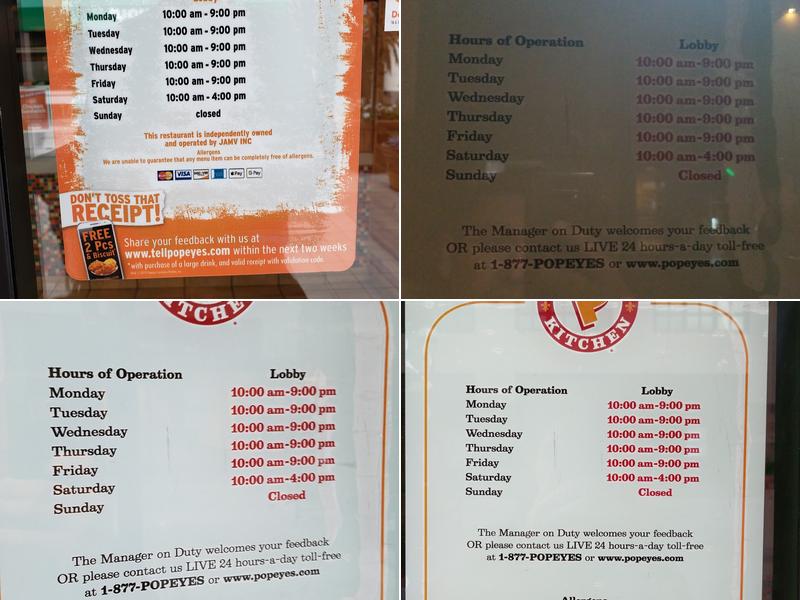 Monday 10:00 am - 9:00 pm
Tuesday 10:00 am - 9:00 pm
Wednesday 10:00 am - 9:00 pm
Thursday 10:00 am - 9:00 pm
Friday 10:00 am - 9:00 pm
Saturday 10:00 am - 4:00 pm
Sunday closed
This restaurant is independently owned
and operated by JAMV INC
Allergens
We are unable to guarantee that any menu item can be completely free of allergens.
VISA Pay G Pay
DON'T TOSS THAT
RECEIPT!
FREE
2 Pcs
& Biscuit
Share your feedback with us at
www.tellpopeyes.com within the next two weeks
*with purchase of a large drink, and valid receipt with validation code.
Hours of Operation Lobby
Monday 10:00 am-9:00 pm
Tuesday 10:00 am-9:00 pm
Wednesday 10:00 am-9:00 pm
Thursday 10:00 am-9:00 pm
Friday 10:00 am-9:00 pm
Saturday 10:00 am-4:00 pm
Sunday Closed
The Manager on Duty welcomes your feedback
OR please contact us LIVE 24 hours-a-day toll-free
at 1-877-POPEYES or www.popeyes.com
KITCHEN
Hours of Operation Lobby
Monday 10:00 am-9:00 pm
Tuesday 10:00 am-9:00 pm
Wednesday 10:00 am-9:00 pm
Thursday 10:00 am-9:00 pm
Friday 10:00 am-9:00 pm
Saturday 10:00 am-4:00 pm
Sunday Closed
The Manager on Duty welcomes your feedback
OR please contact us LIVE 24 hours-a-day toll-free
at 1-877-POPEYES or www.popeyes.com
KITCHEN
Hours of Operation Lobby
Monday 10:00 am-9:00 pm
Tuesday 10:00 am-9:00 pm
Wednesday 10:00 am-9:00 pm
Thursday 10:00 am-9:00 pm
Friday 10:00 am-9:00 pm
Saturday 10:00 am-4:00 pm
Sunday Closed
The Manager on Duty welcomes your feedback
OR please contact us LIVE 24 hours-a-day toll-free
at 1-877-POPEYES or www.popeyes.com
Allergens